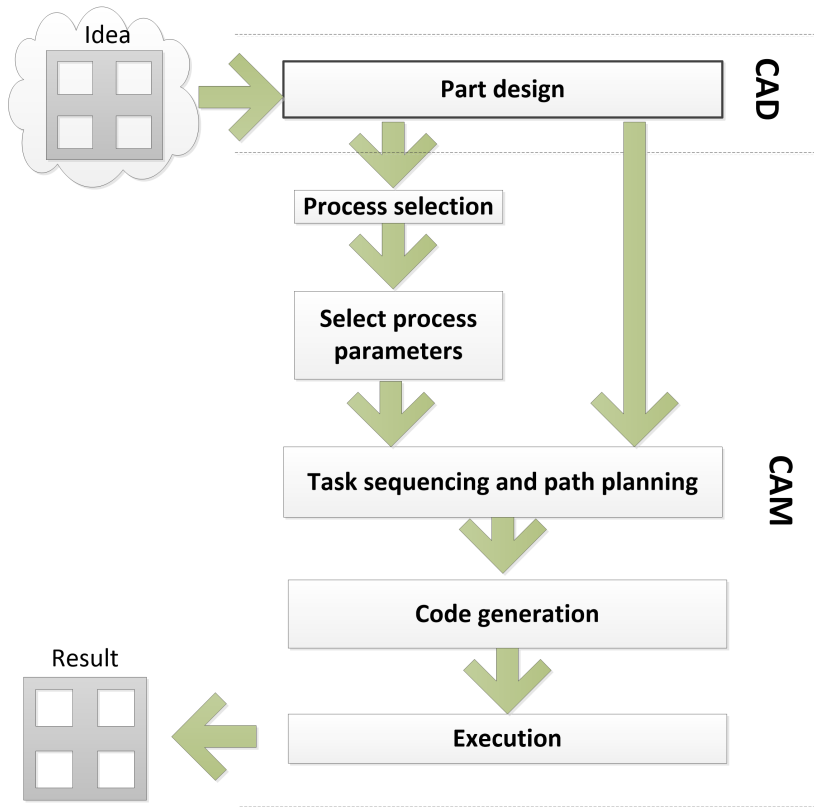 Idea
Part design
CAD
Process selection
Select process
parameters
Task sequencing and path planning
CAM
Code generation
Result
Execution